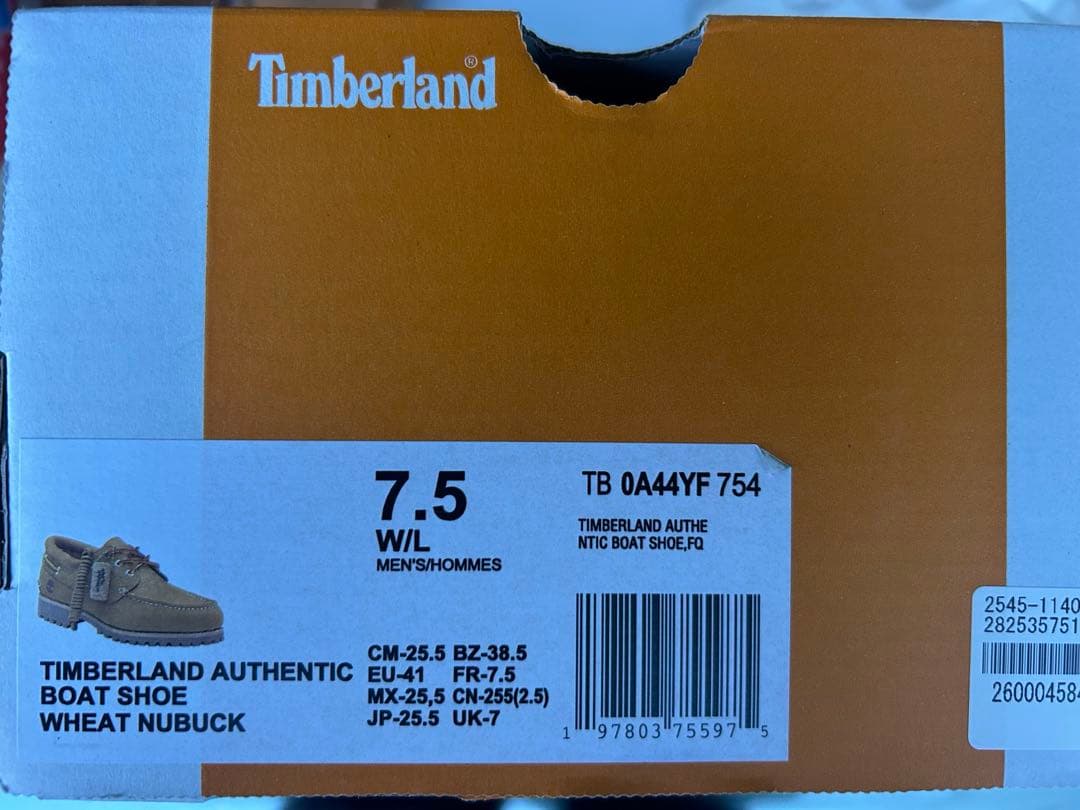 Timberland®
7.5
W/L
MEN'S/HOMMES
TB 0A44YF 754
TIMBERLAND AUTHE
NTIC BOAT SHOE,FQ
TIMBERLAND AUTHENTIC
BOAT SHOE
WHEAT NUBUCK
CM-25.5 BZ-38.5
EU-41 FR-7.5
MX-25,5 CN-255(2.5)
JP-25.5 UK-7
1 97803 75597 5
2545-1140
282535751
26000458